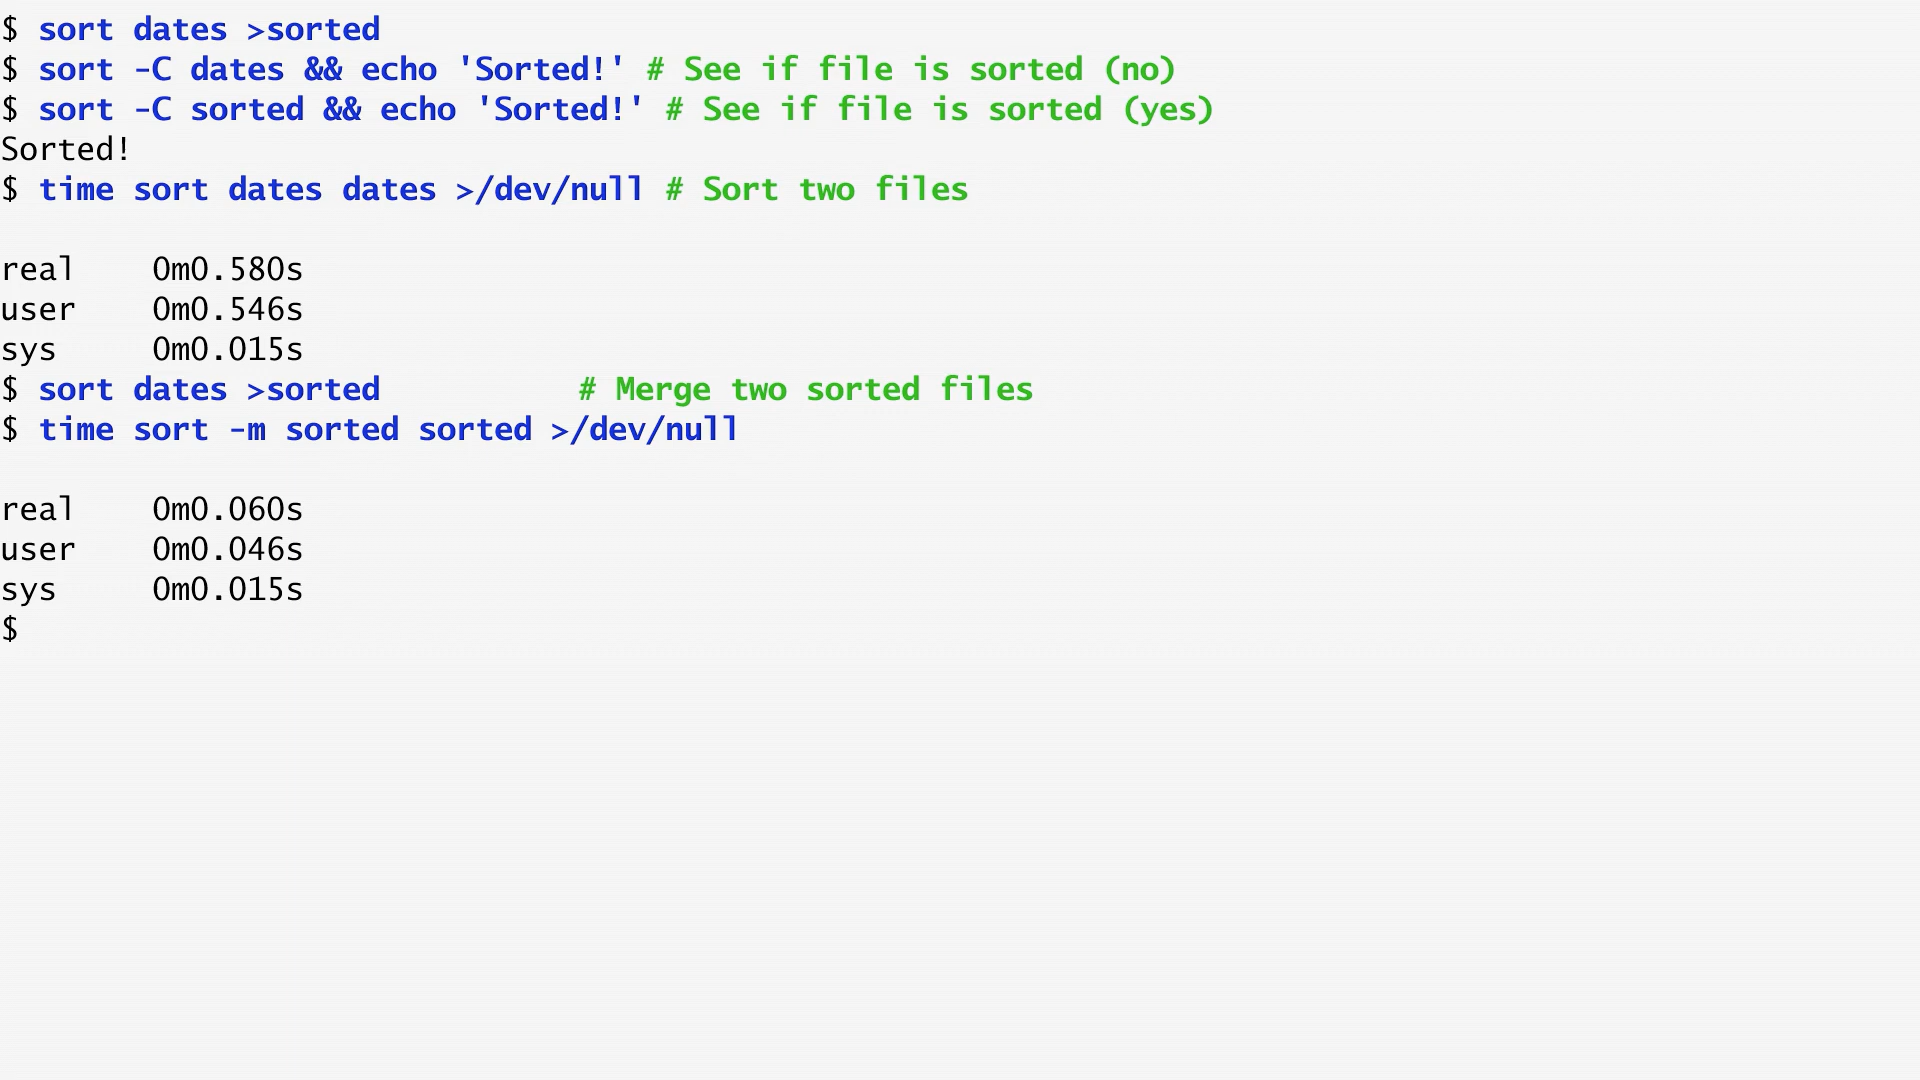 $ sort dates >sorted
$ sort -C dates && echo 'Sorted!' # See if file is sorted (no)
$ sort -C sorted && echo 'Sorted!' # See if file is sorted (yes)
Sorted!
$ time sort dates dates >/dev/null # Sort two files
real    0m0.580s
user    0m0.546s
sys     0m0.015s
$ sort dates >sorted          # Merge two sorted files
$ time sort -m sorted sorted >/dev/null
real    0m0.060s
user    0m0.046s
sys     0m0.015s
$